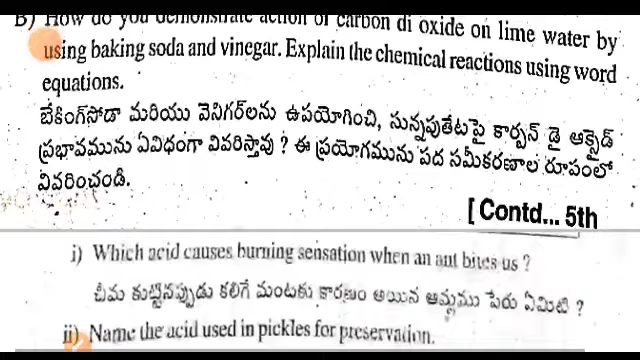 B) How do you demonstrate action of carbon di oxide on lime water by
using baking soda and vinegar. Explain the chemical reactions using word
equations.
బేకింగ్‌సోడా మరియు వెనిగర్‌లను ఉపయోగించి, సున్నపుతేటపై కార్బన్ డై ఆక్సైడ్
ప్రభావమును ఏవిధంగా వివరిస్తావు ? ఈ ప్రయోగమును పద సమీకరణాల రూపంలో
వివరించండి.
[ Contd... 5th
i) Which acid causes burning sensation when an ant bites us ?
చీమ కుట్టినప్పుడు కలిగే మంటకు కారణం అయిన ఆమ్లము పేరు ఏమిటి ?
ii) Name the acid used in pickles for preservation.